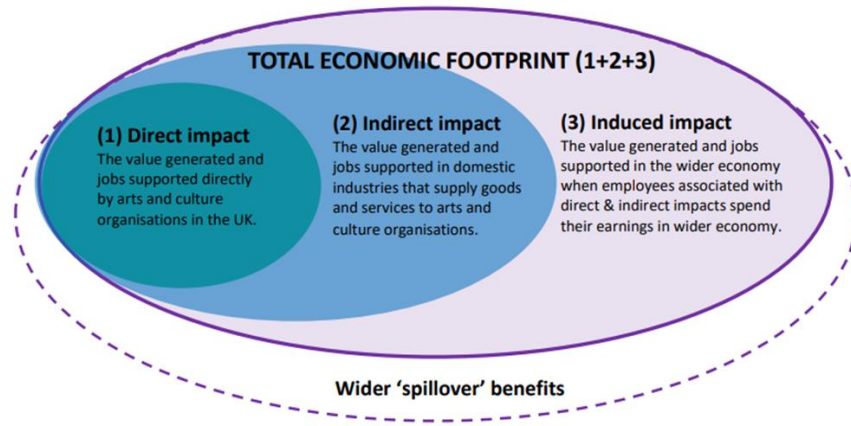 TOTAL ECONOMIC FOOTPRINT (1+2+3)
(1) Direct impact
The value generated and
jobs supported directly
by arts and culture
organisations in the UK.
(2) Indirect impact
The value generated and
jobs supported in domestic
industries that supply goods
and services to arts and
culture organisations.
(3) Induced impact
The value generated and jobs
supported in the wider economy
when employees associated with
direct & indirect impacts spend
their earnings in wider economy.
Wider ‘spillover’ benefits